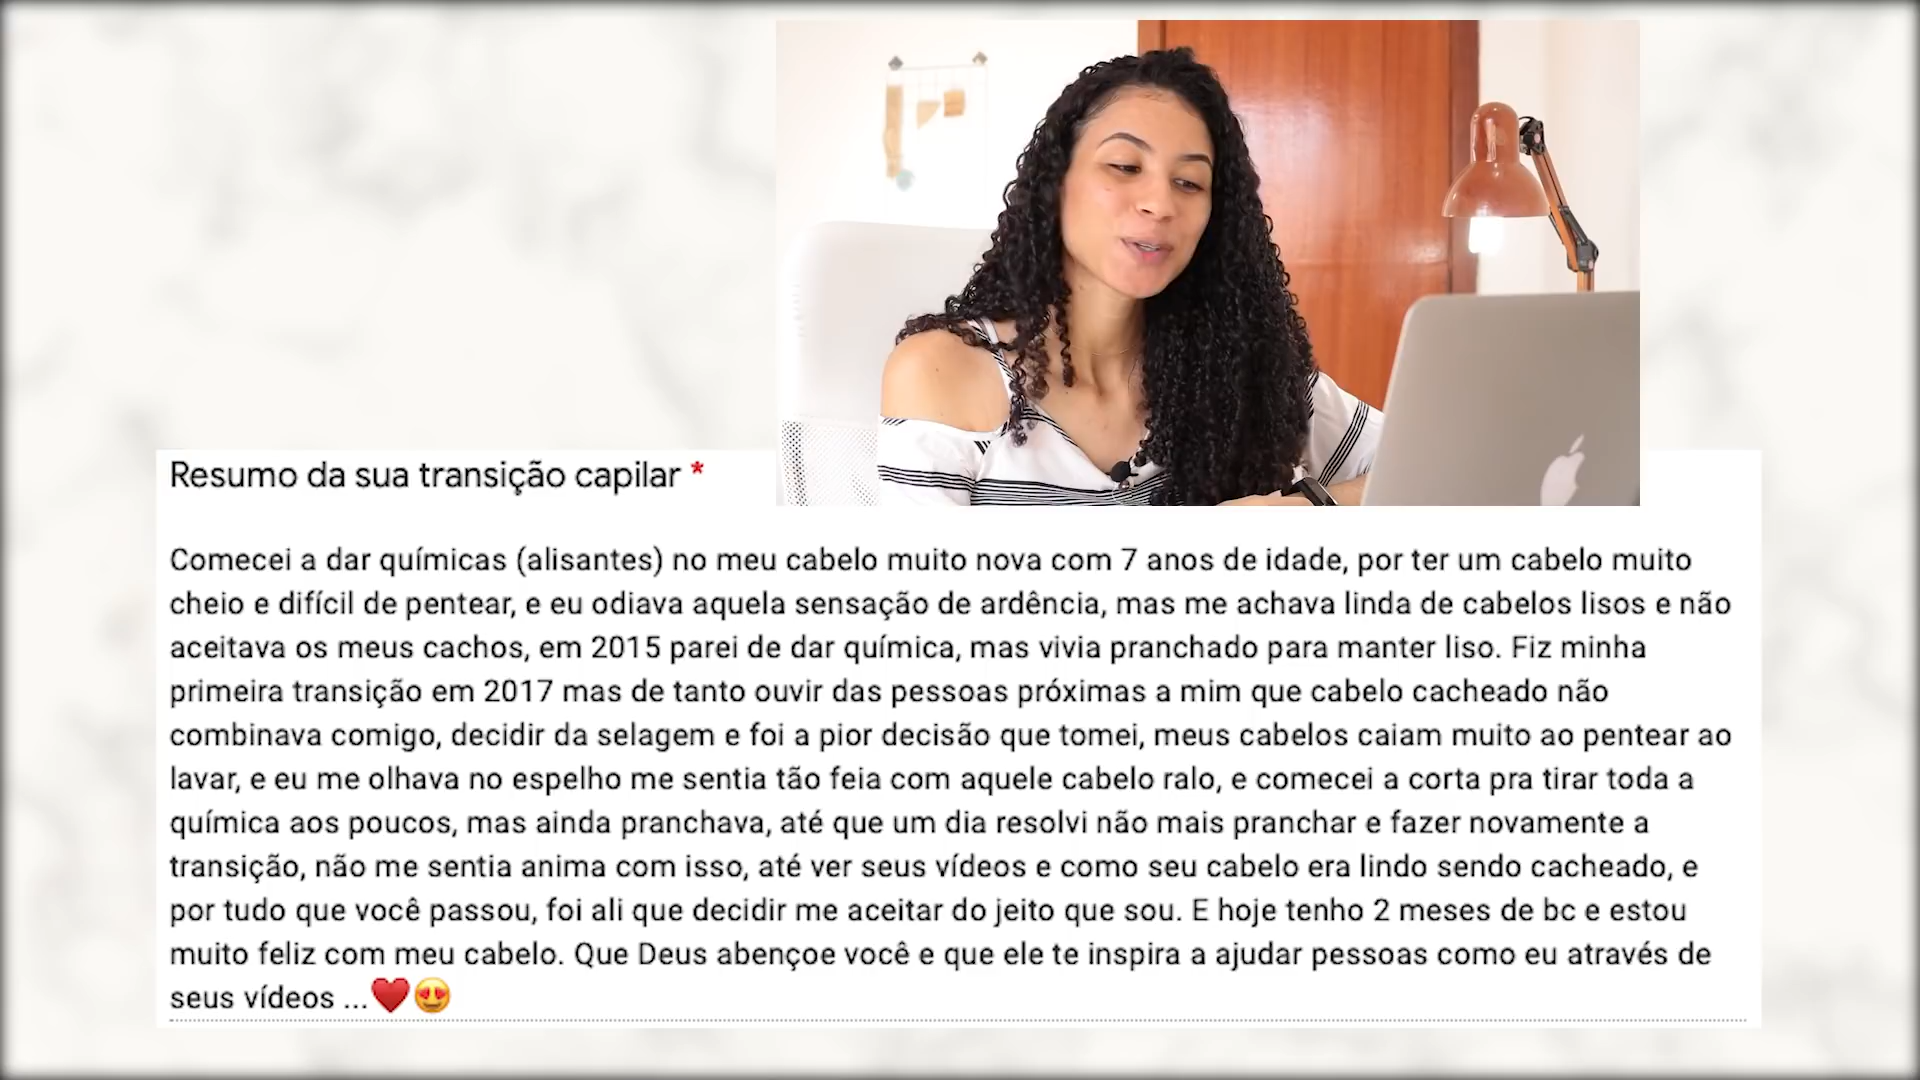 Resumo da sua transição capilar *
Comecei a dar químicas (alisantes) no meu cabelo muito nova com 7 anos de idade, por ter um cabelo muito
cheio e difícil de pentear, e eu odiava aquela sensação de ardência, mas me achava linda de cabelos lisos e não
aceitava os meus cachos, em 2015 parei de dar química, mas vivia pranchado para manter liso. Fiz minha
primeira transição em 2017 mas de tanto ouvir das pessoas próximas a mim que cabelo cacheado não
combinava comigo, decidir da selagem e foi a pior decisão que tomei, meus cabelos caiam muito ao pentear ao
lavar, e eu me olhava no espelho me sentia tão feia com aquele cabelo ralo, e comecei a corta pra tirar toda a
química aos poucos, mas ainda pranchava, até que um dia resolvi não mais pranchar e fazer novamente a
transição, não me sentia anima com isso, até ver seus vídeos e como seu cabelo era lindo sendo cacheado, e
por tudo que você passou, foi ali que decidir me aceitar do jeito que sou. E hoje tenho 2 meses de bc e estou
muito feliz com meu cabelo. Que Deus abençoe você e que ele te inspira a ajudar pessoas como eu através de
seus vídeos ...❤️😍